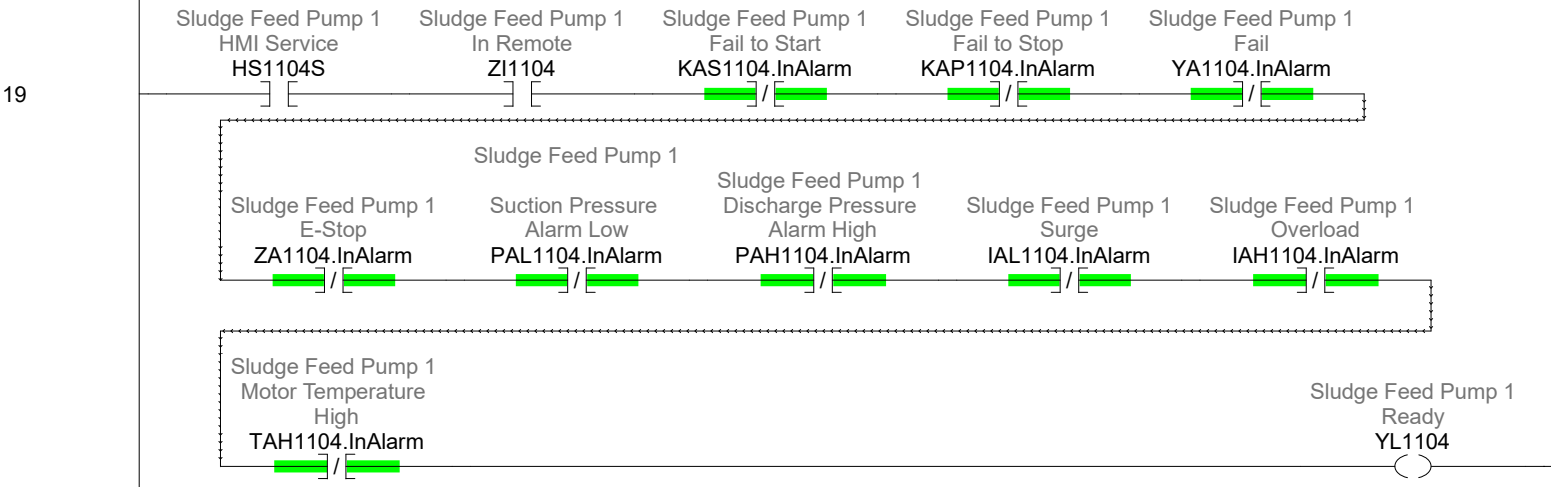 Sludge Feed Pump 1
HMI Service
HS1104S
Sludge Feed Pump 1
In Remote
ZI1104
Sludge Feed Pump 1
Fail to Start
KAS1104.InAlarm
Sludge Feed Pump 1
Fail to Stop
KAP1104.InAlarm
Sludge Feed Pump 1
Fail
YA1104.InAlarm
19
/
/
/
Sludge Feed Pump 1
E-Stop
ZA1104.InAlarm
Sludge Feed Pump 1
Suction Pressure
Alarm Low
PAL1104.InAlarm
Sludge Feed Pump 1
Discharge Pressure
Alarm High
PAH1104.InAlarm
Sludge Feed Pump 1
Surge
IAL1104.InAlarm
Sludge Feed Pump 1
Overload
IAH1104.InAlarm
/
/
/
/
/
Sludge Feed Pump 1
Motor Temperature
High
TAH1104.InAlarm
/
Sludge Feed Pump 1
Ready
YL1104